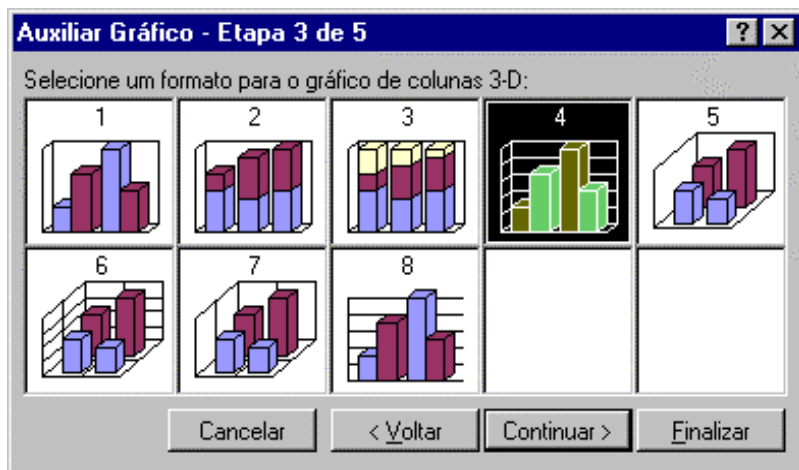 Auxiliar Gráfico - Etapa 3 de 5
Selecione um formato para o gráfico de colunas 3-D:
1 2 3 4 5
6 7 8
Cancelar < Voltar Continuar > Finalizar